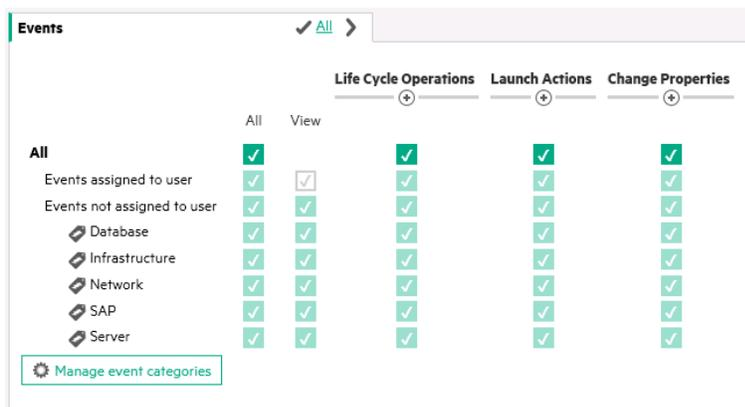 Events All
Life Cycle Operations Launch Actions Change Properties
All View
All
Events assigned to user
Events not assigned to user
Database
Infrastructure
Network
SAP
Server
Manage event categories